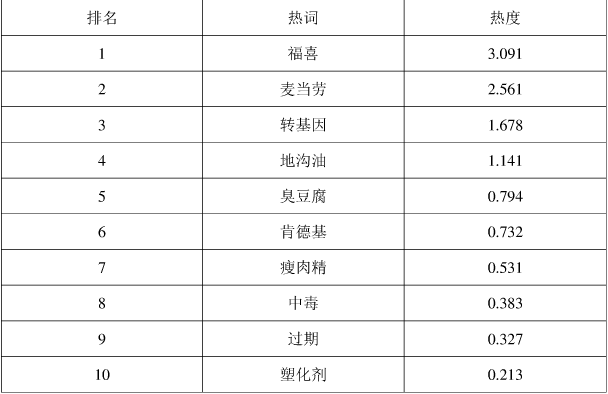 排名 热词 热度
1 福喜 3.091
2 麦当劳 2.561
3 转基因 1.678
4 地沟油 1.141
5 臭豆腐 0.794
6 肯德基 0.732
7 瘦肉精 0.531
8 中毒 0.383
9 过期 0.327
10 塑化剂 0.213